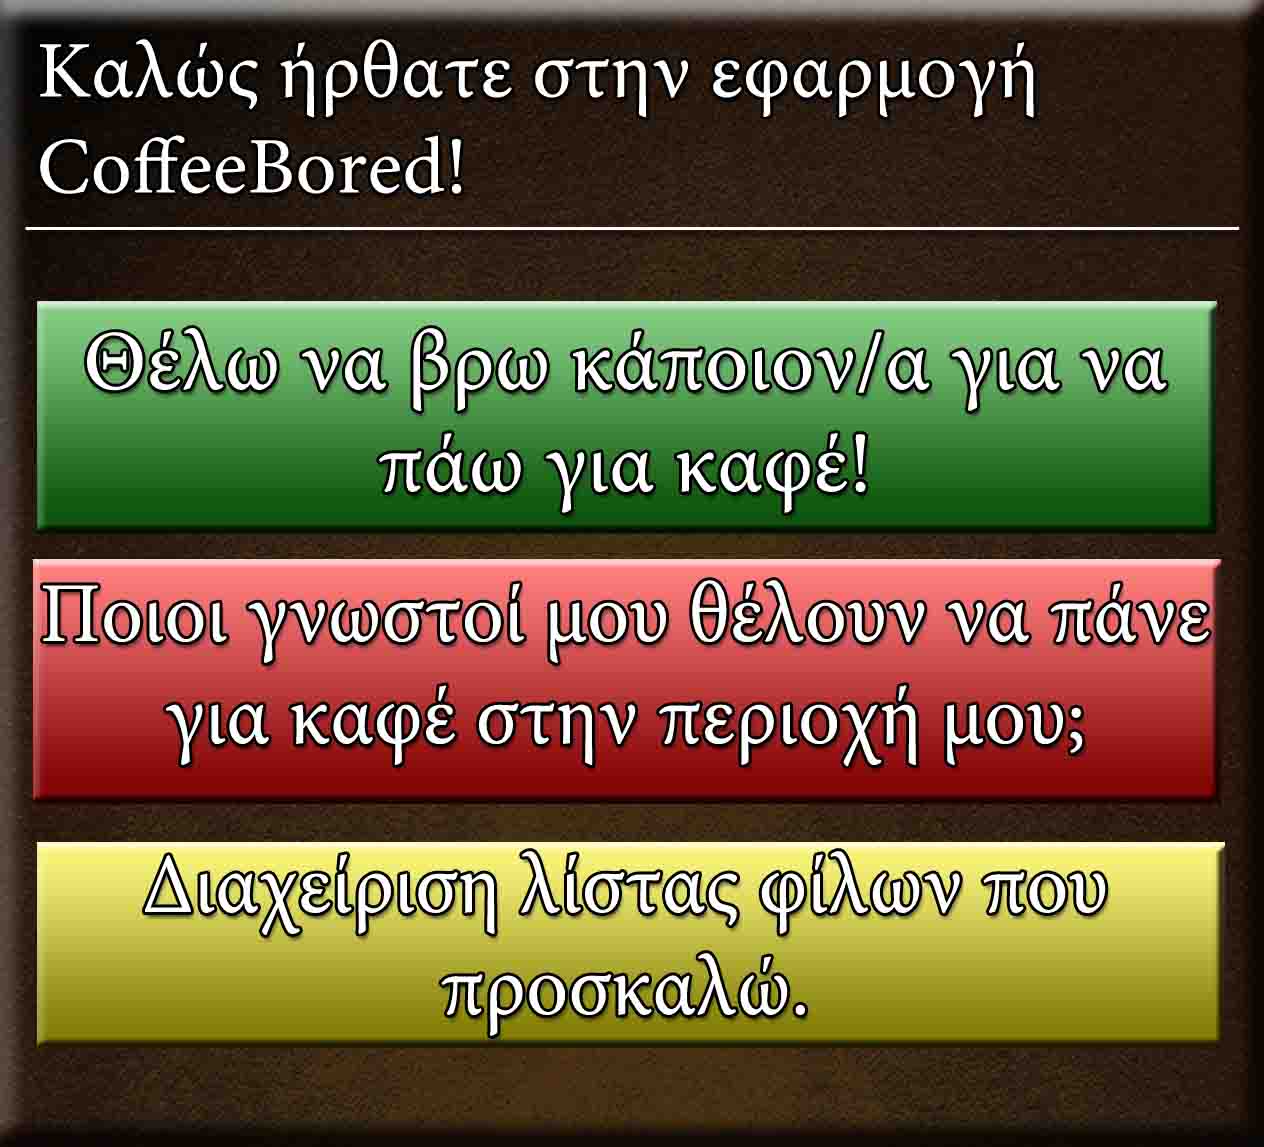 Καλώς ήρθατε στην εφαρμογή
CoffeeBored!
Θέλω να βρω κάποιον/α για να
πάω για καφέ!
Ποιοι γνωστοί μου θέλουν να πάνε
για καφέ στην περιοχή μου;
Διαχείριση λίστας φίλων που
προσκαλώ.